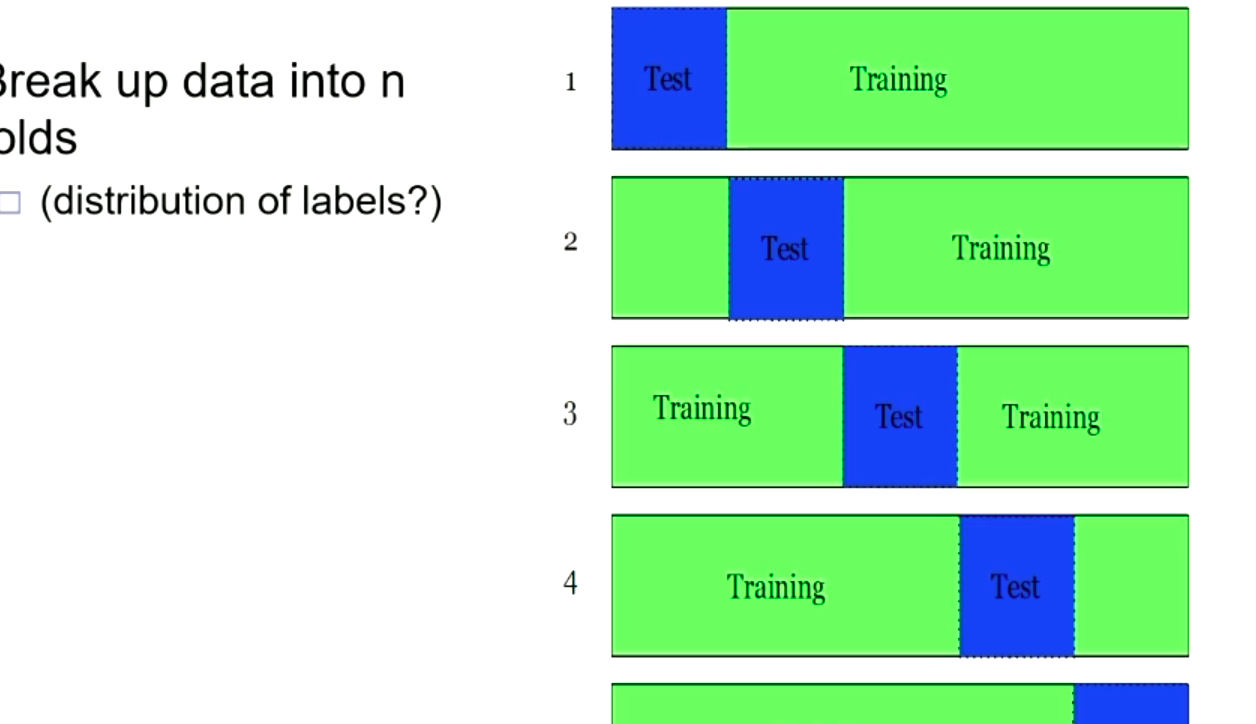 Break up data into n
olds
(distribution of labels?)
1
Test
Training
2
Test
Training
3
Training
Test
Training
4
Training
Test